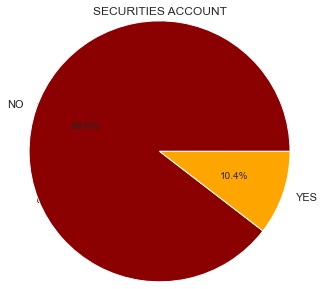 SECURITIES ACCOUNT
NO
10.4%
YES